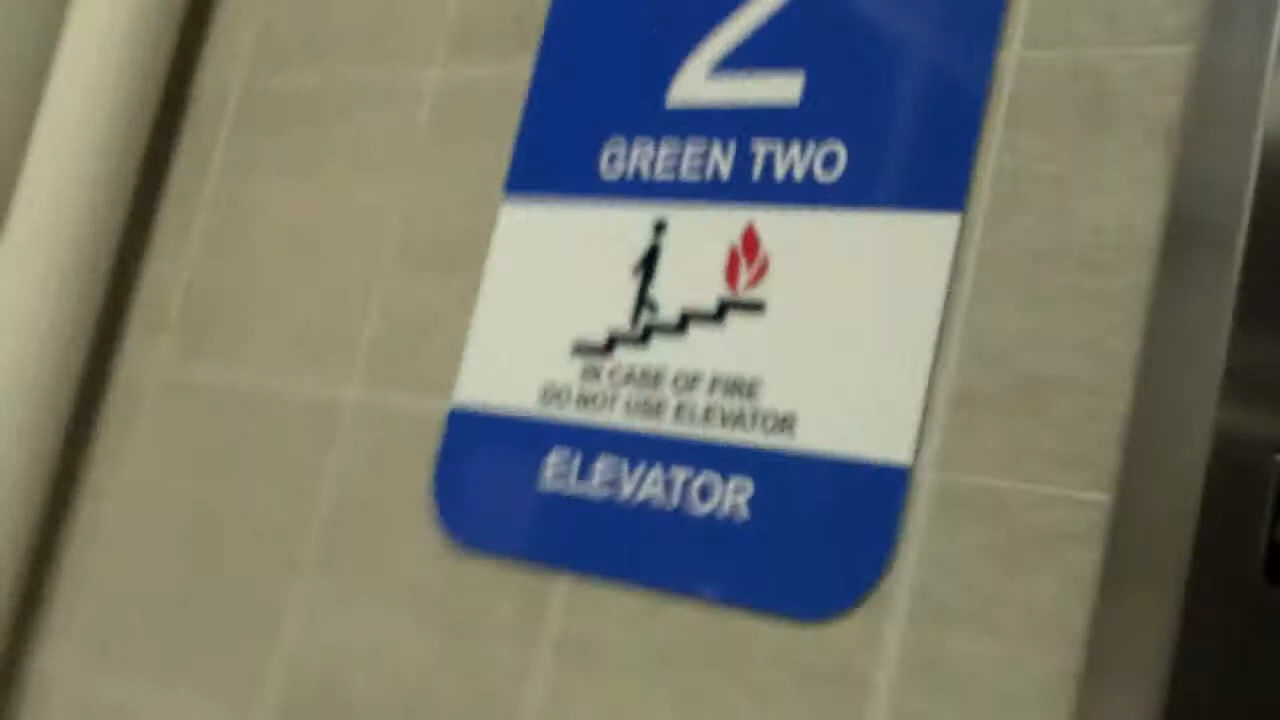 2
GREEN TWO
IN CASE OF FIRE
DO NOT USE ELEVATOR
ELEVATOR